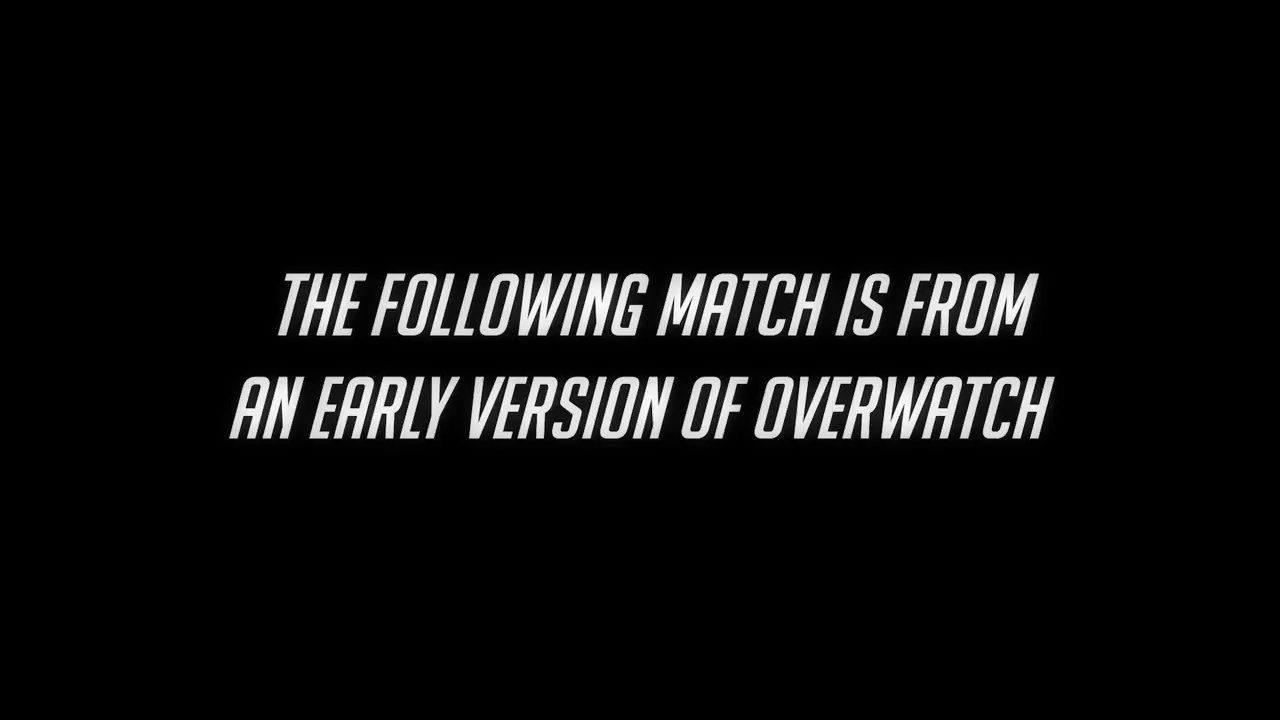 THE FOLLOWING MATCH IS FROM
AN EARLY VERSION OF OVERWATCH